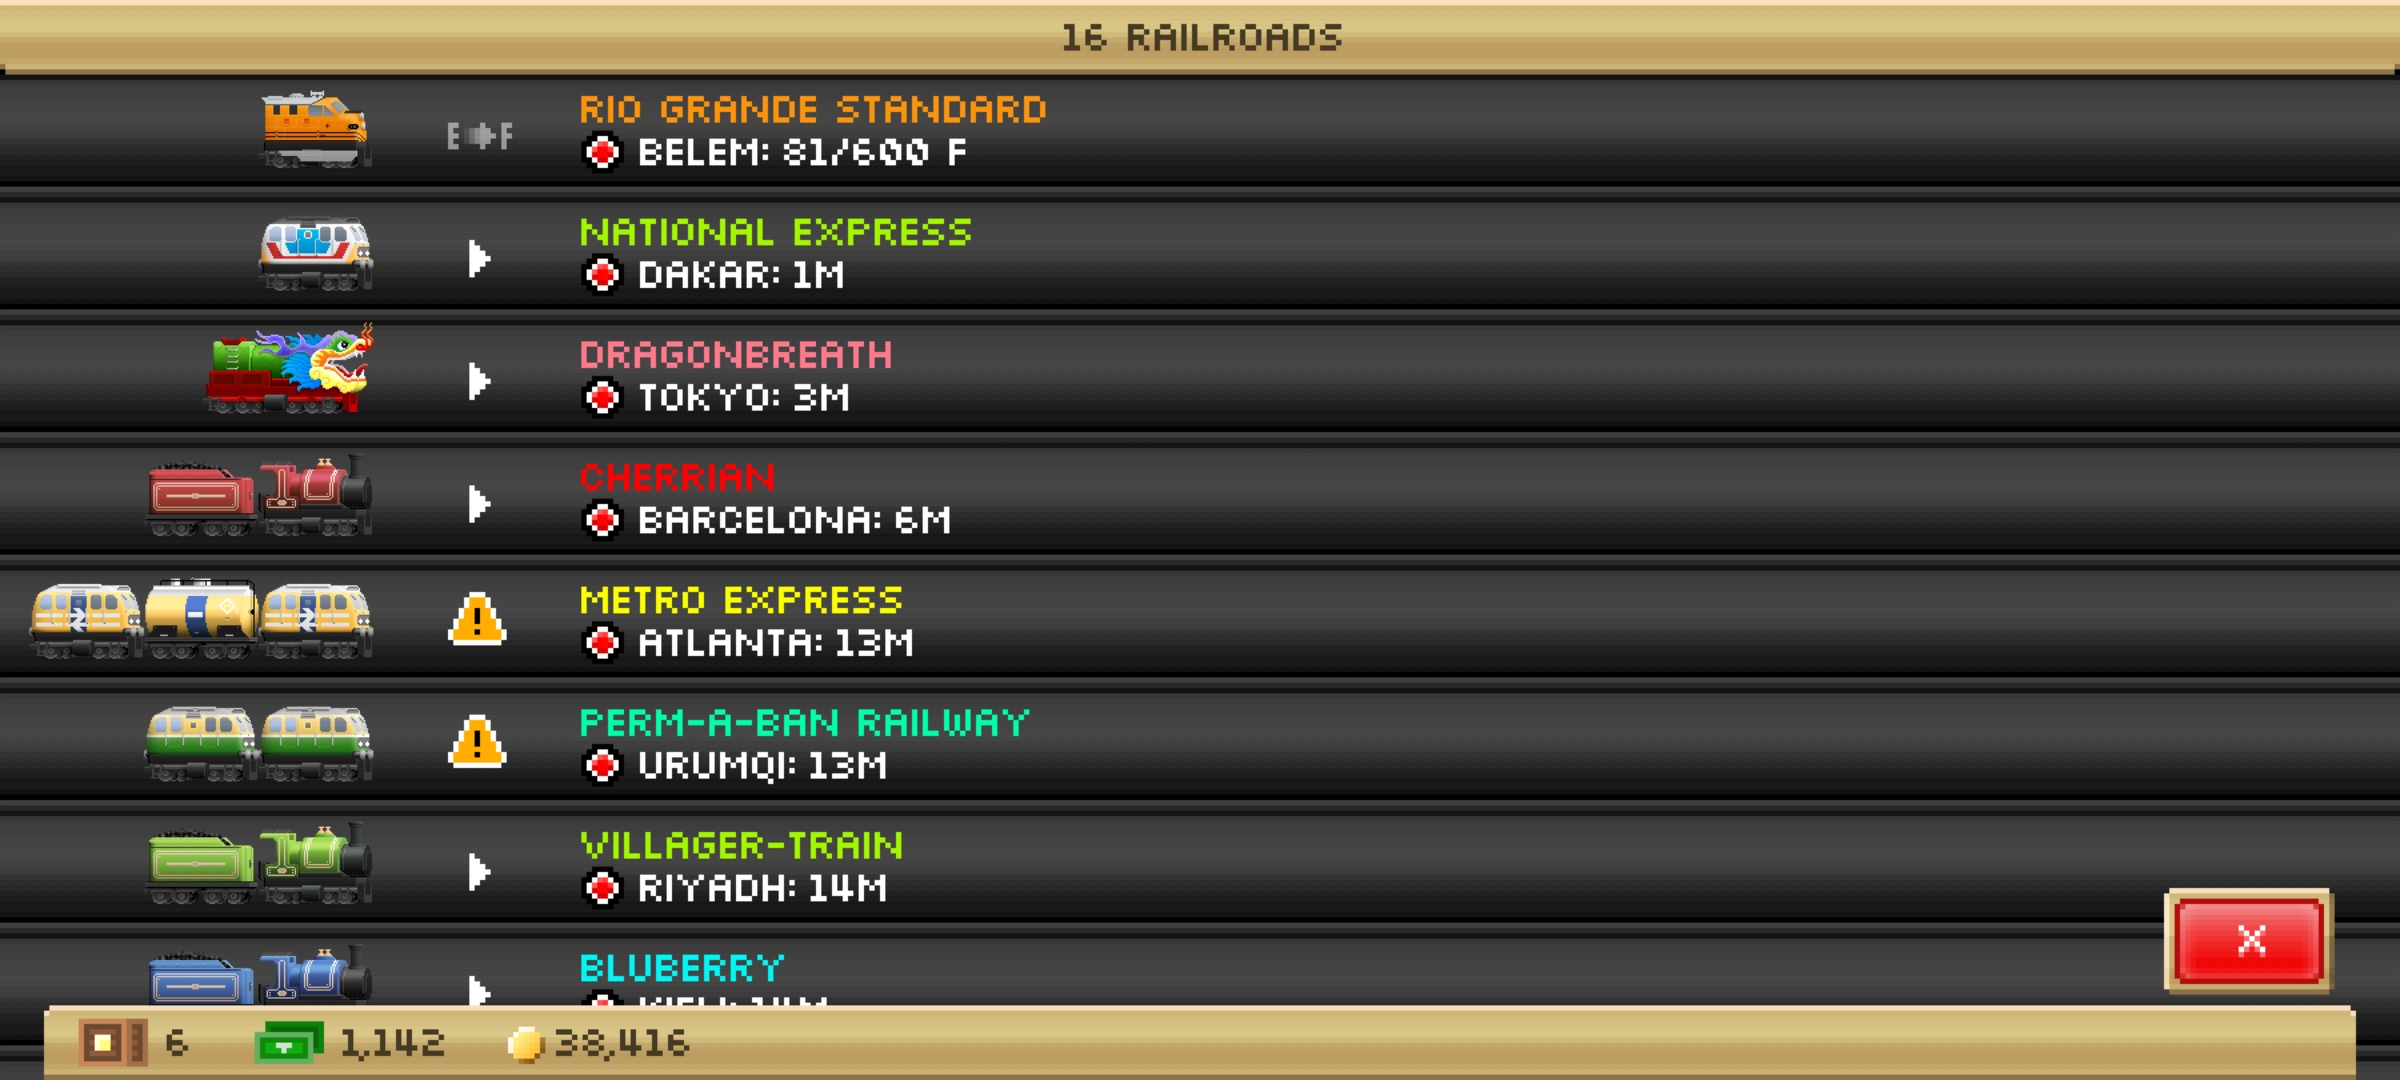 16 RAILROADS
E F
RIO GRANDE STANDARD
BELEM: 81/600 F
NATIONAL EXPRESS
DAKAR: 1M
DRAGONBREATH
TOKYO: 3M
CHERRIAN
BARCELONA: 6M
!
METRO EXPRESS
ATLANTA: 13M
!
PERM-A-BAN RAILWAY
URUMQI: 13M
VILLAGER-TRAIN
RIYADH: 14M
X
BLUBERRY
6 1,142 38,416